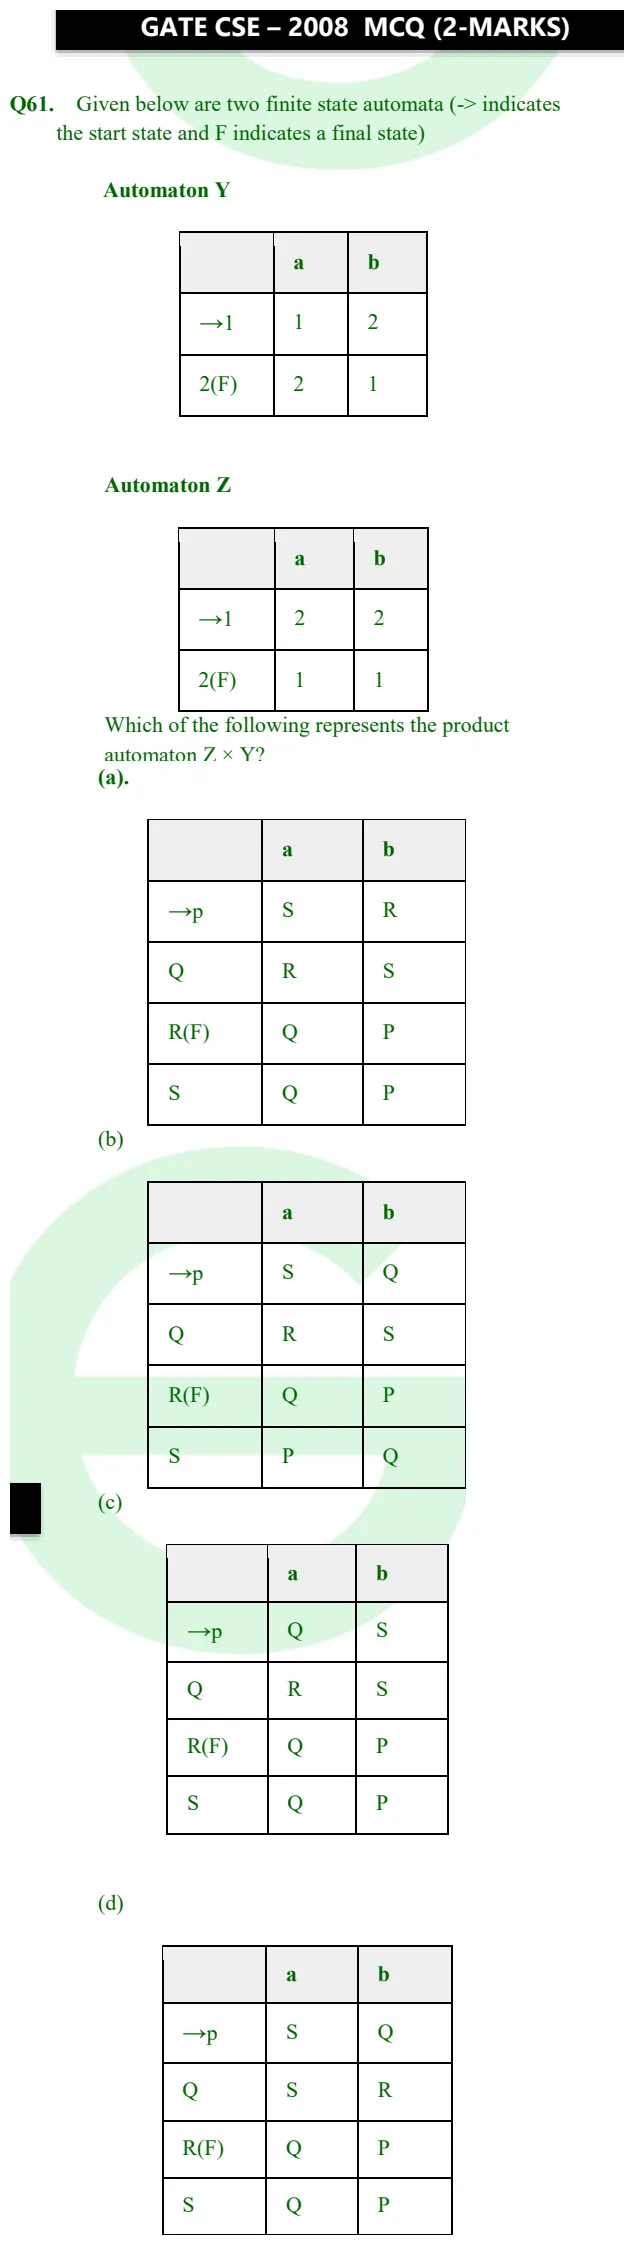 GATE CSE – 2008 MCQ (2-MARKS)
Q61. Given below are two finite state automata (-> indicates
the start state and F indicates a final state)
Automaton Y
a b
→1 1 2
2(F) 2 1
Automaton Z
a b
→1 2 2
2(F) 1 1
Which of the following represents the product
automaton Z × Y?
(a).
a b
→p S R
Q R S
R(F) Q P
S Q P
(b)
a b
→p S Q
Q R S
R(F) Q P
S P Q
(c)
a b
→p Q S
Q R S
R(F) Q P
S Q P
(d)
a b
→p S Q
Q S R
R(F) Q P
S Q P